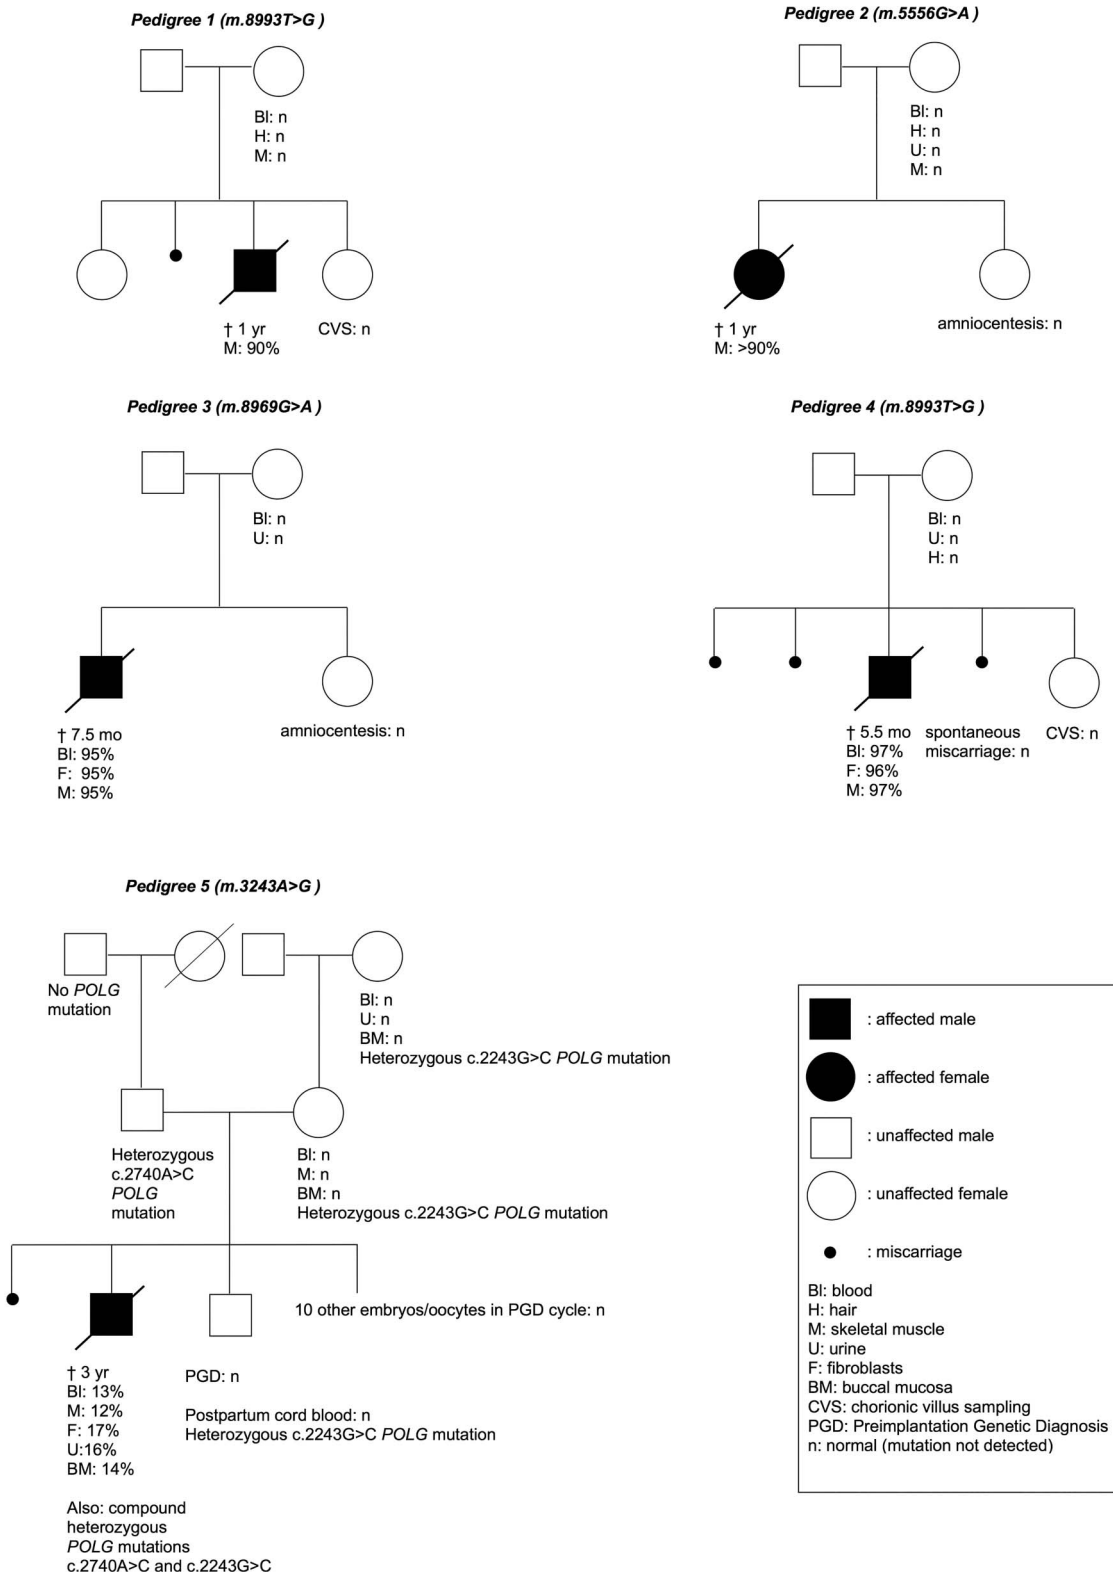 Pedigree 1 (m.8993T>G )
Bl: n
H: n
M: n
† 1 yr
M: 90%
CVS: n
Pedigree 2 (m.5556G>A )
Bl: n
H: n
U: n
M: n
† 1 yr
M: >90%
amniocentesis: n
Pedigree 3 (m.8969G>A )
Bl: n
U: n
† 7.5 mo
Bl: 95%
F: 95%
M: 95%
amniocentesis: n
Pedigree 4 (m.8993T>G )
Bl: n
U: n
H: n
† 5.5 mo
Bl: 97%
F: 96%
M: 97%
spontaneous
miscarriage: n
CVS: n
Pedigree 5 (m.3243A>G )
No POLG
mutation
Bl: n
U: n
BM: n
Heterozygous c.2243G>C POLG mutation
Heterozygous
c.2740A>C
POLG
mutation
Bl: n
M: n
BM: n
Heterozygous c.2243G>C POLG mutation
† 3 yr
Bl: 13%
M: 12%
F: 17%
U:16%
BM: 14%
Also: compound
heterozygous
POLG mutations
c.2740A>C and c.2243G>C
PGD: n
Postpartum cord blood: n
Heterozygous c.2243G>C POLG mutation
10 other embryos/oocytes in PGD cycle: n
: affected male
: affected female
: unaffected male
: unaffected female
: miscarriage
Bl: blood
H: hair
M: skeletal muscle
U: urine
F: fibroblasts
BM: buccal mucosa
CVS: chorionic villus sampling
PGD: Preimplantation Genetic Diagnosis
n: normal (mutation not detected)